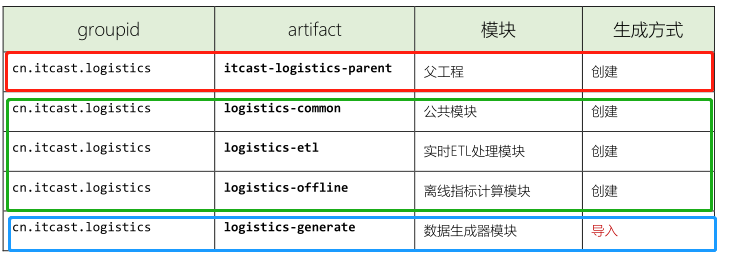 groupid artifact 模块 生成方式
cn.itcast.logistics itcast-logistics-parent 父工程 创建
cn.itcast.logistics logistics-common 公共模块 创建
cn.itcast.logistics logistics-etl 实时ETL处理模块 创建
cn.itcast.logistics logistics-offline 离线指标计算模块 创建
cn.itcast.logistics logistics-generate 数据生成器模块 导入